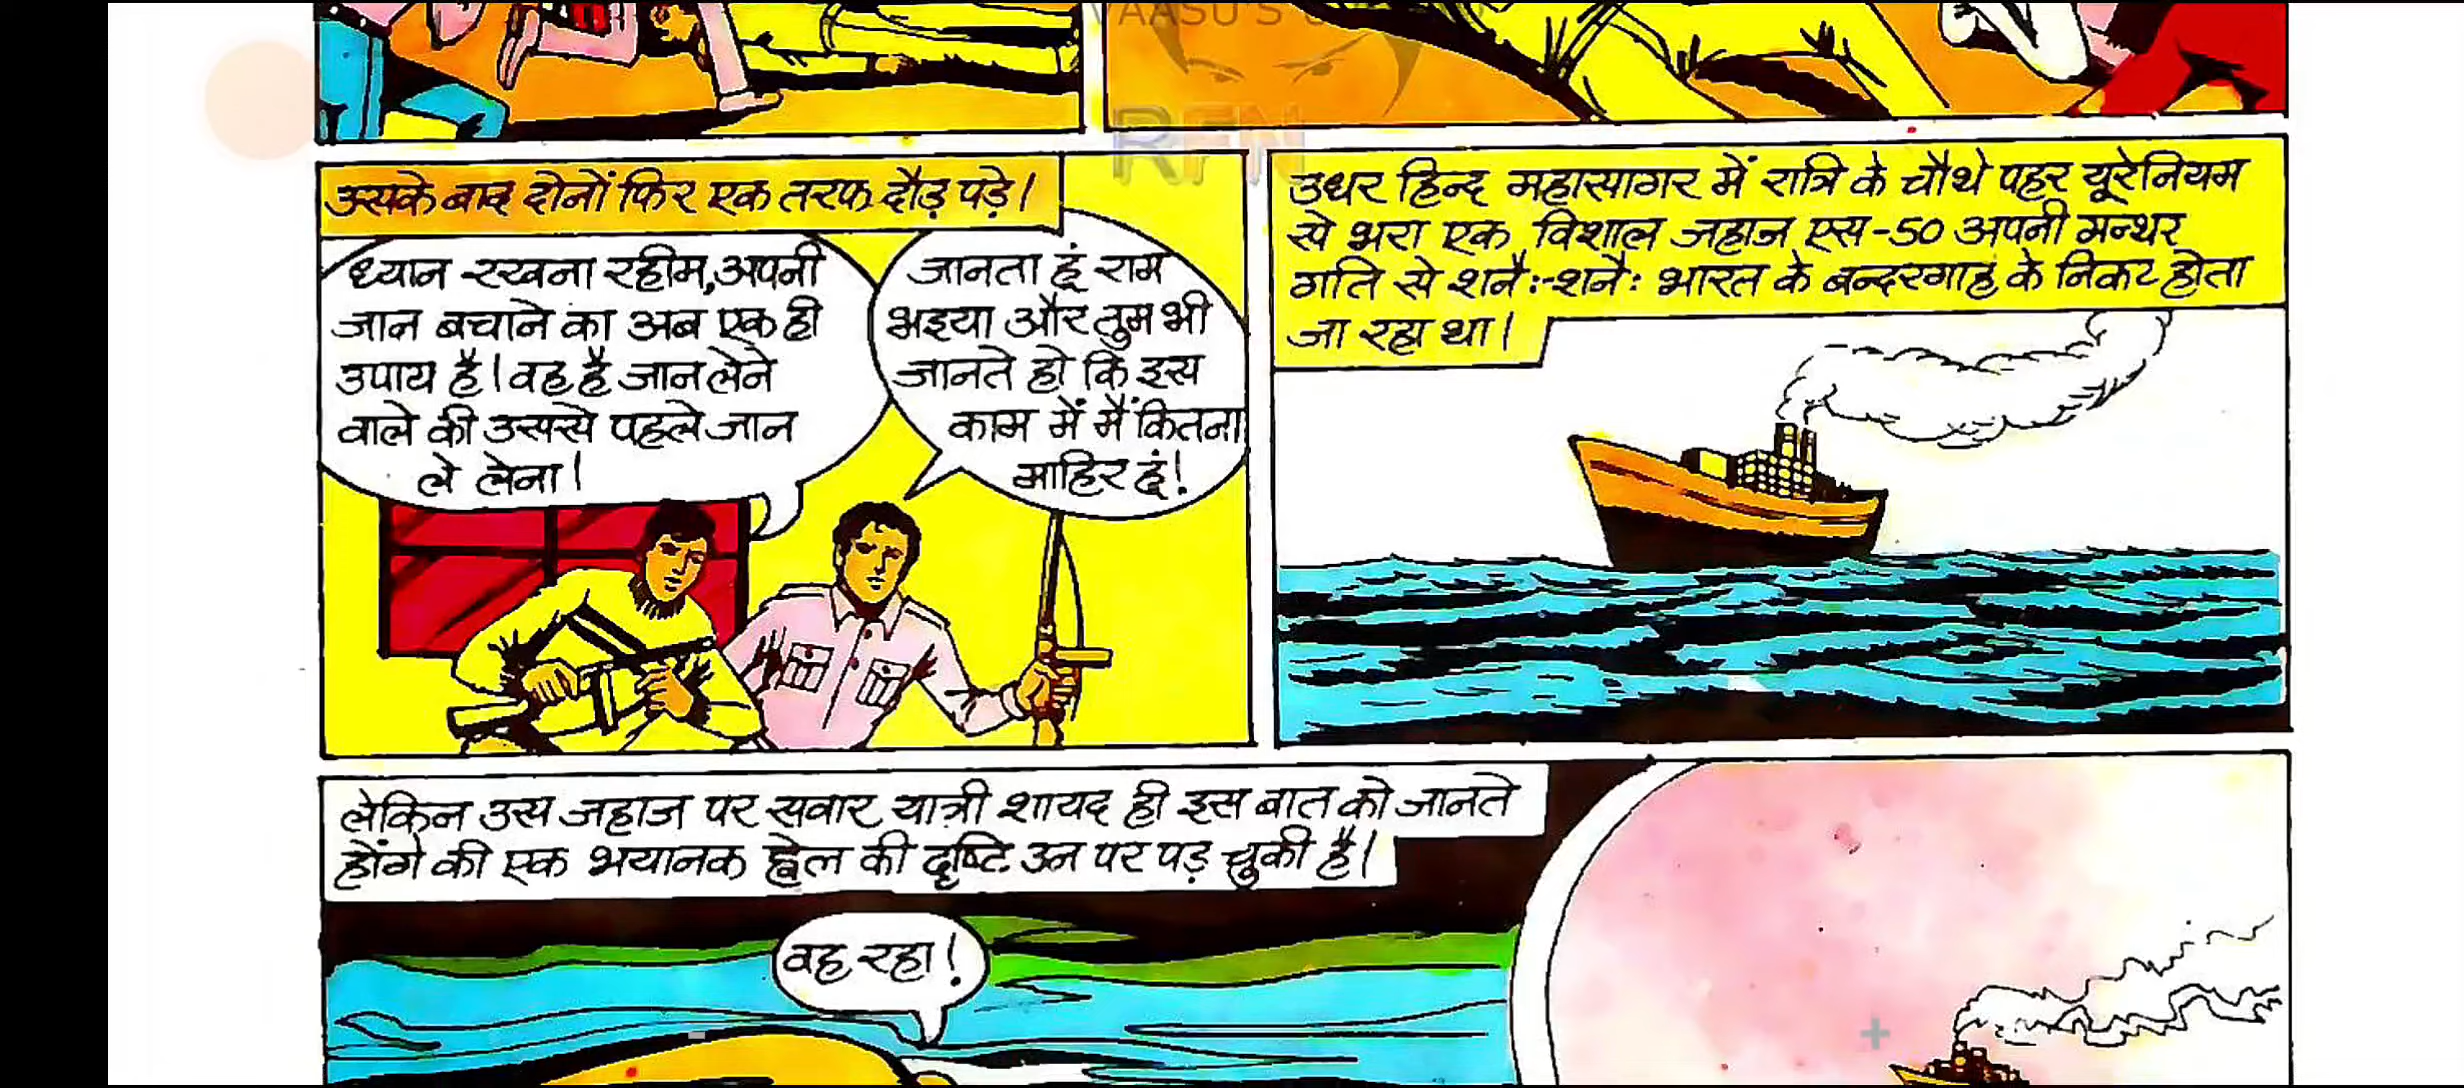 VAASU'S
RFN
उसके बाद दोनों फिर एक तरफ दौड़ पड़े।
ध्यान रखना रहीम, अपनी
जान बचाने का अब एक ही
उपाय है। वह है जान लेने
वाले की उससे पहले जान
ले लेना।
जानता हूं राम
भइया और तुम भी
जानते हो कि इस
काम में मैं कितना
माहिर हूं!
उधर हिन्द महासागर में रात्रि के चौथे पहर यूरेनियम
से भरा एक विशाल जहाज एस-50 अपनी मन्थर
गति से शनैः-शनैः भारत के बन्दरगाह के निकट होता
जा रहा था।
लेकिन उस जहाज पर सवार यात्री शायद ही इस बात को जानते
होंगे की एक भयानक ह्वेल की दृष्टि उन पर पड़ चुकी है।
वह रहा!